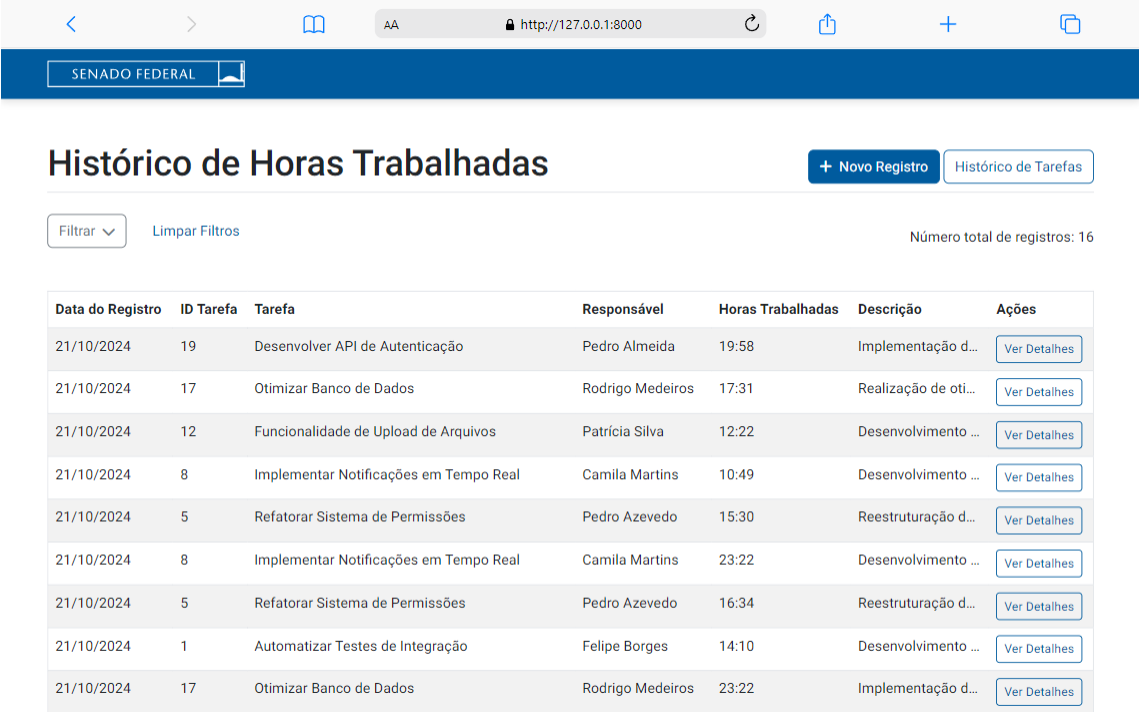 AA http://127.0.0.1:8000
SENADO FEDERAL
Histórico de Horas Trabalhadas
+ Novo Registro Histórico de Tarefas
Filtrar Limpar Filtros
Número total de registros: 16
Data do Registro ID Tarefa Tarefa Responsável Horas Trabalhadas Descrição Ações
21/10/2024 19 Desenvolver API de Autenticação Pedro Almeida 19:58 Implementação d... Ver Detalhes
21/10/2024 17 Otimizar Banco de Dados Rodrigo Medeiros 17:31 Realização de oti... Ver Detalhes
21/10/2024 12 Funcionalidade de Upload de Arquivos Patrícia Silva 12:22 Desenvolvimento ... Ver Detalhes
21/10/2024 8 Implementar Notificações em Tempo Real Camila Martins 10:49 Desenvolvimento ... Ver Detalhes
21/10/2024 5 Refatorar Sistema de Permissões Pedro Azevedo 15:30 Reestruturação d... Ver Detalhes
21/10/2024 8 Implementar Notificações em Tempo Real Camila Martins 23:22 Desenvolvimento ... Ver Detalhes
21/10/2024 5 Refatorar Sistema de Permissões Pedro Azevedo 16:34 Reestruturação d... Ver Detalhes
21/10/2024 1 Automatizar Testes de Integração Felipe Borges 14:10 Desenvolvimento ... Ver Detalhes
21/10/2024 17 Otimizar Banco de Dados Rodrigo Medeiros 23:22 Implementação d... Ver Detalhes